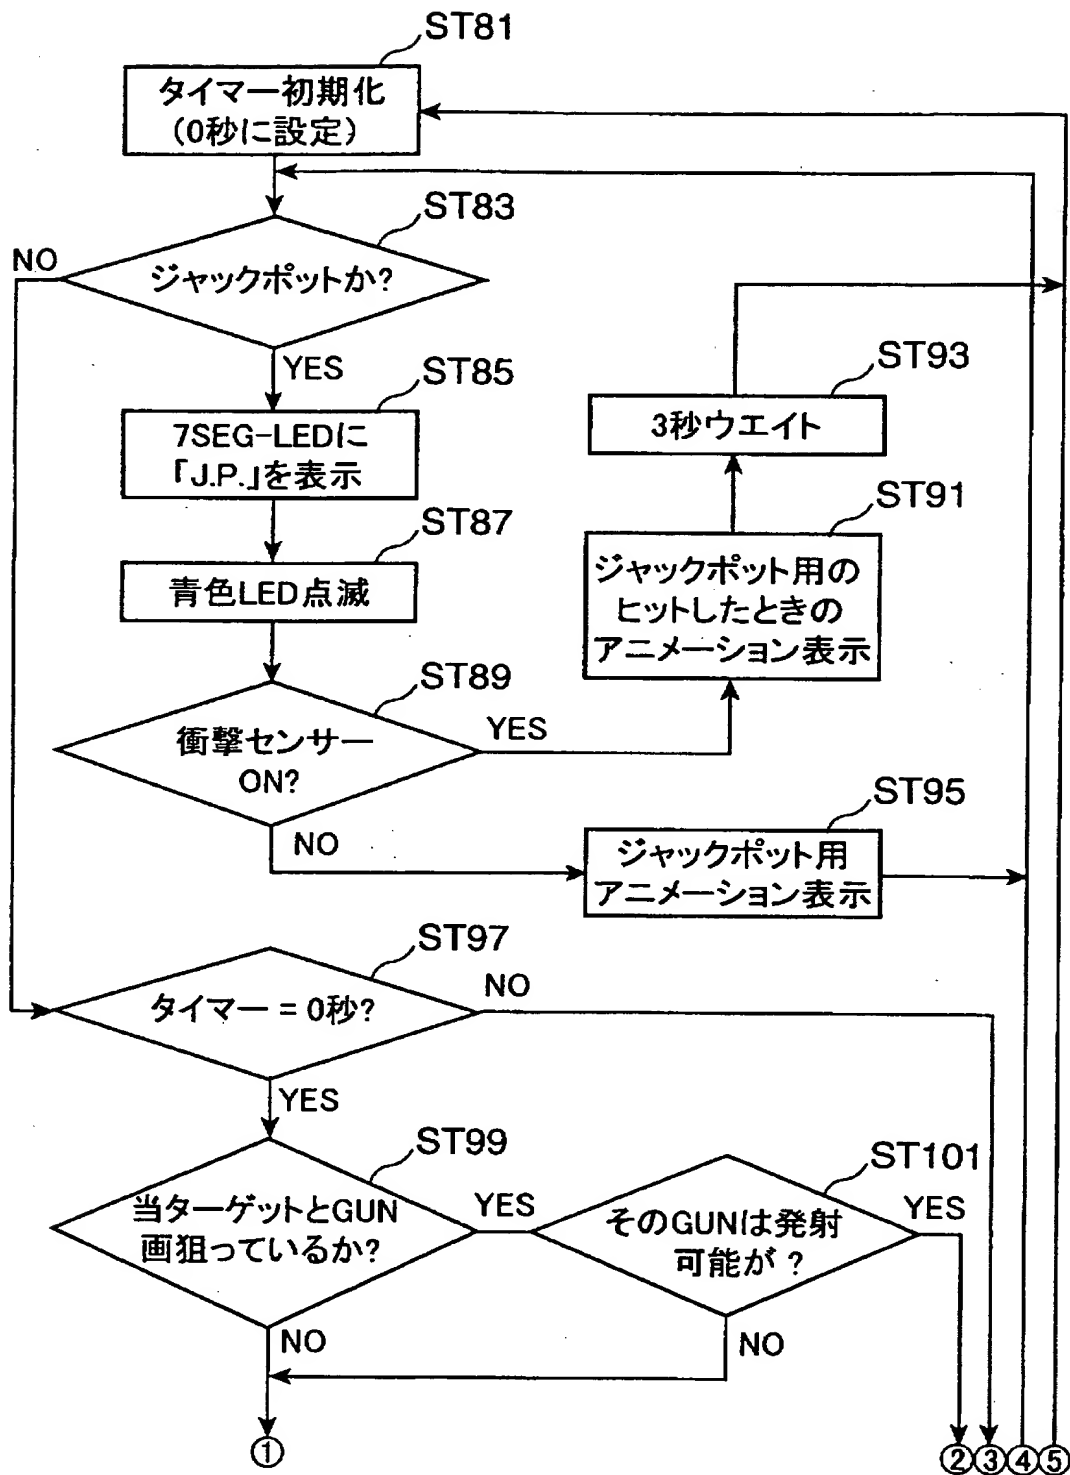 ST81
タイマー初期化
(0秒に設定)
ST83
NO
ジャックポットか?
YES
ST85
7SEG-LEDに
「J.P.」を表示
ST93
3秒ウエイト
ST87
青色LED点滅
ST91
ジャックポット用の
ヒットしたときの
アニメーション表示
ST89
衝撃センサー
ON?
YES
NO
ST95
ジャックポット用
アニメーション表示
ST97
タイマー = 0秒?
NO
YES
ST99
当ターゲットとGUN
画狙っているか?
YES
ST101
そのGUNは発射
可能が ?
YES
NO
NO
① ② ③ ④ ⑤